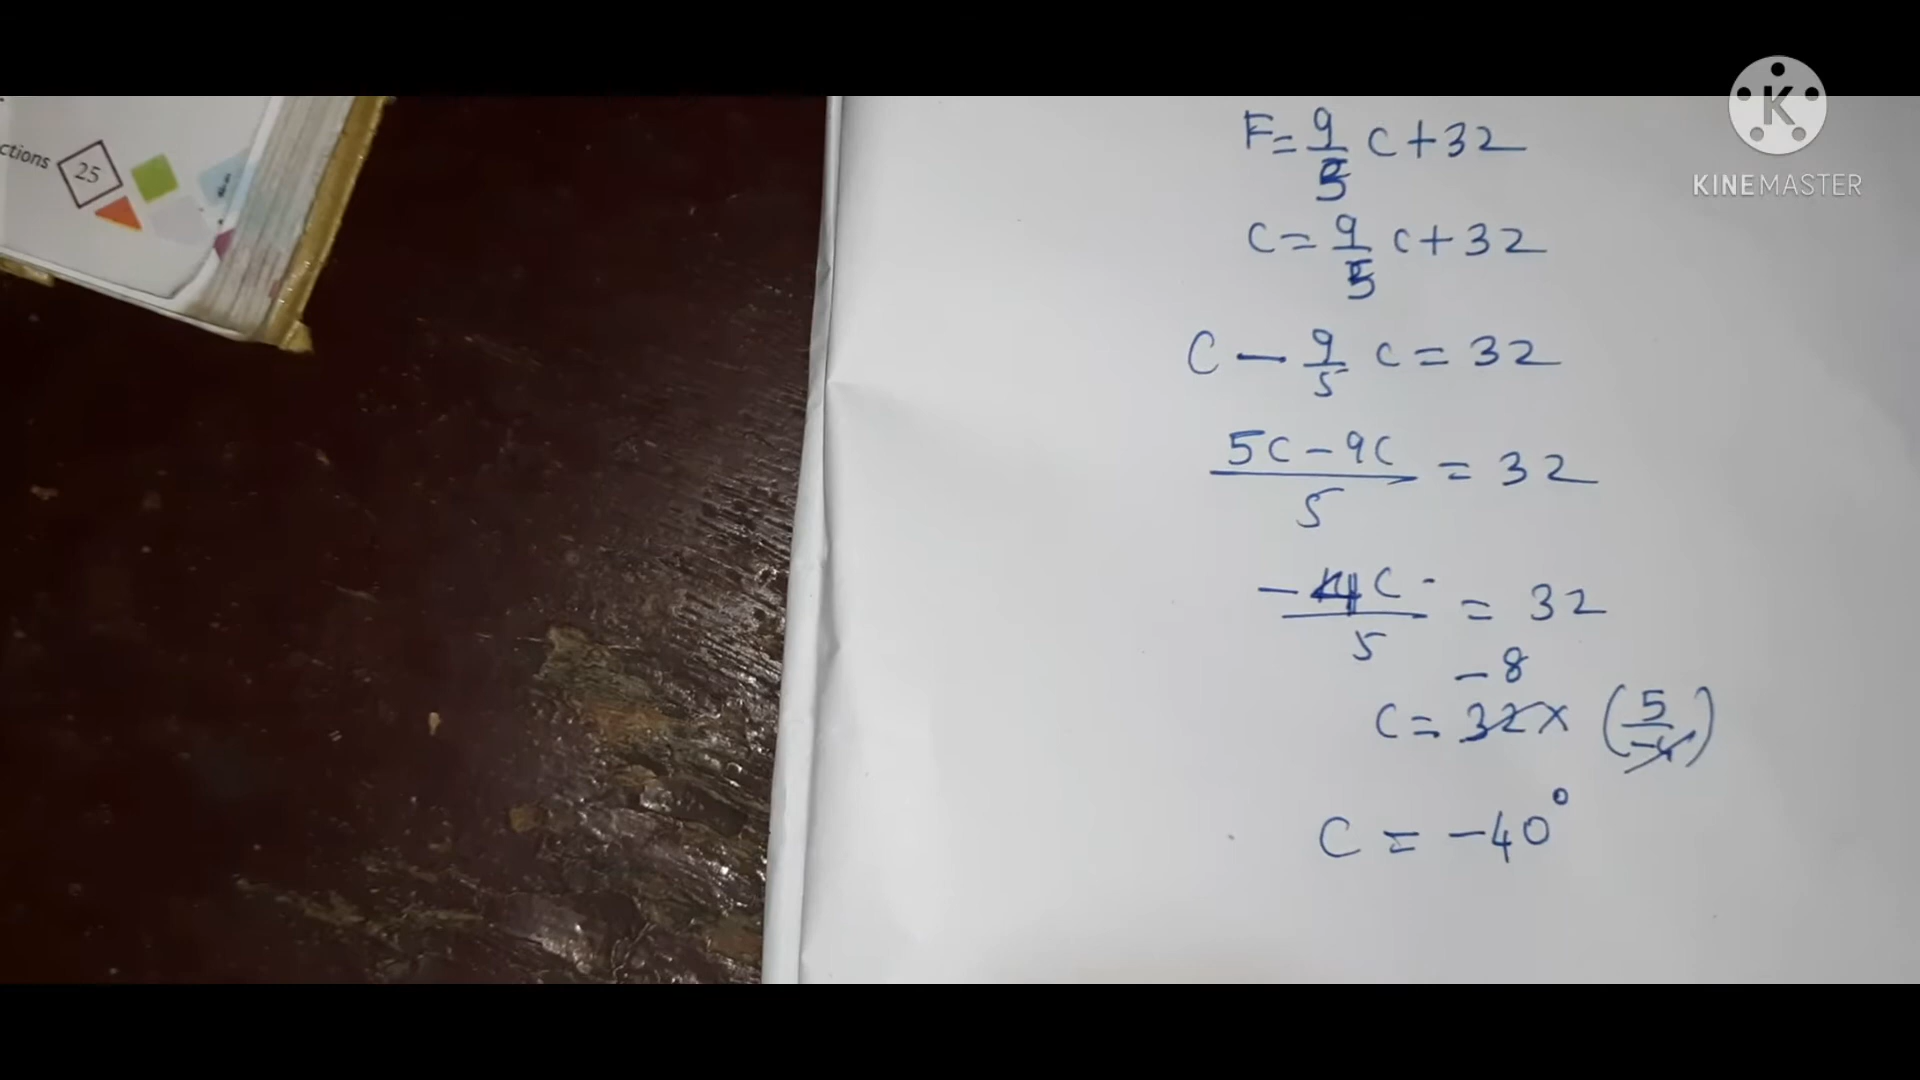 ctions 25
KINEMASTER
F = 9/5 C + 32
C = 9/5 C + 32
C - 9/5 C = 32
5C - 9C / 5 = 32
-4C / 5 = 32
-8
C = 32 x (5/-4)
C = -40°